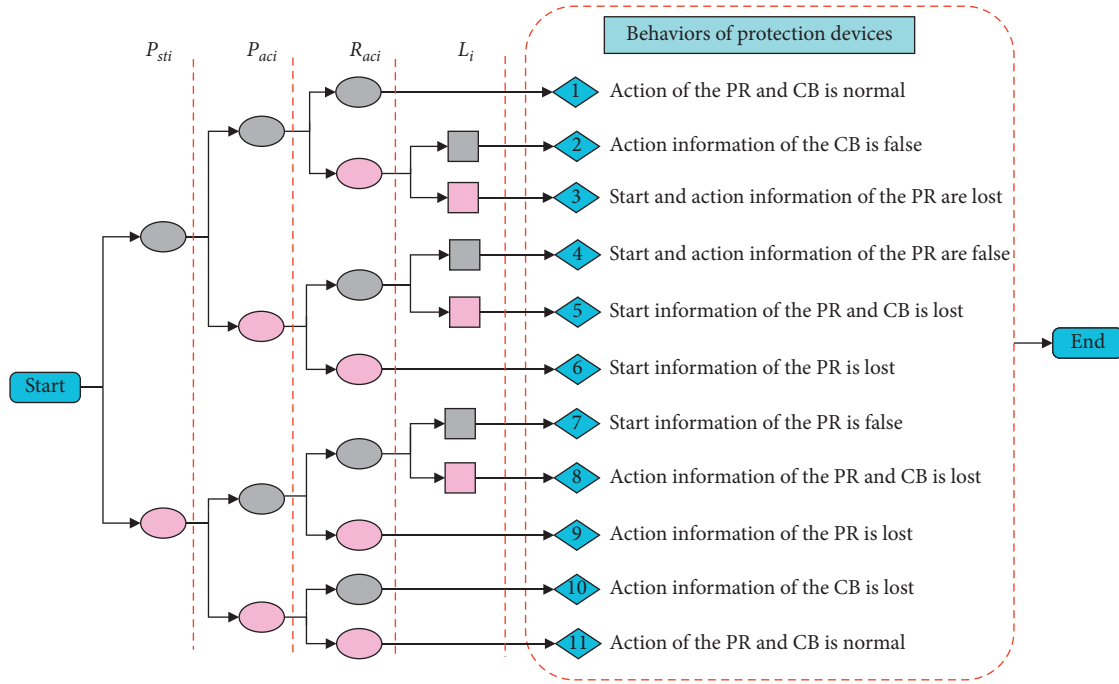 P_sti
P_aci
R_aci
L_i
Behaviors of protection devices
1 Action of the PR and CB is normal
2 Action information of the CB is false
3 Start and action information of the PR are lost
4 Start and action information of the PR are false
5 Start information of the PR and CB is lost
6 Start information of the PR is lost
7 Start information of the PR is false
8 Action information of the PR and CB is lost
9 Action information of the PR is lost
10 Action information of the CB is lost
11 Action of the PR and CB is normal
Start
End